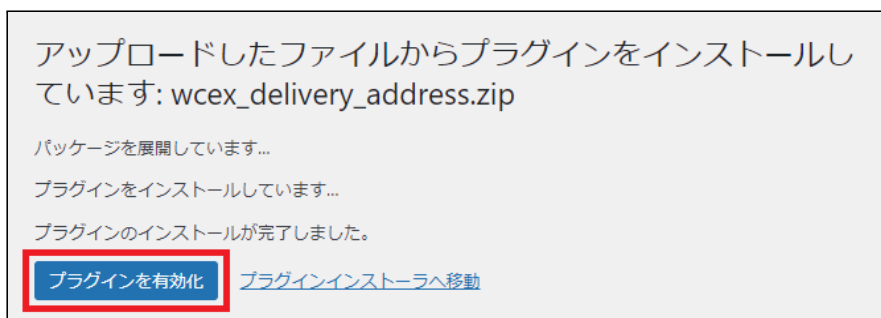 アップロードしたファイルからプラグインをインストールし
ています: wcex_delivery_address.zip
パッケージを展開しています...
プラグインをインストールしています...
プラグインのインストールが完了しました。
プラグインを有効化 プラグインインストーラへ移動